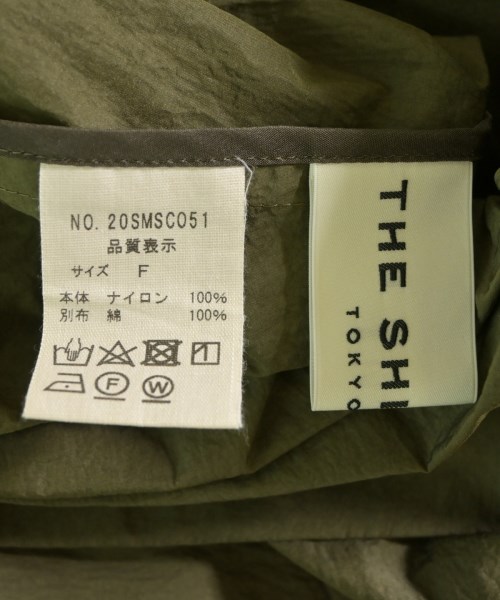 NO. 20SMSC051
品質表示
サイズ F
本体 ナイロン 100%
別布 綿 100%
F W
THE SH
TOKYO